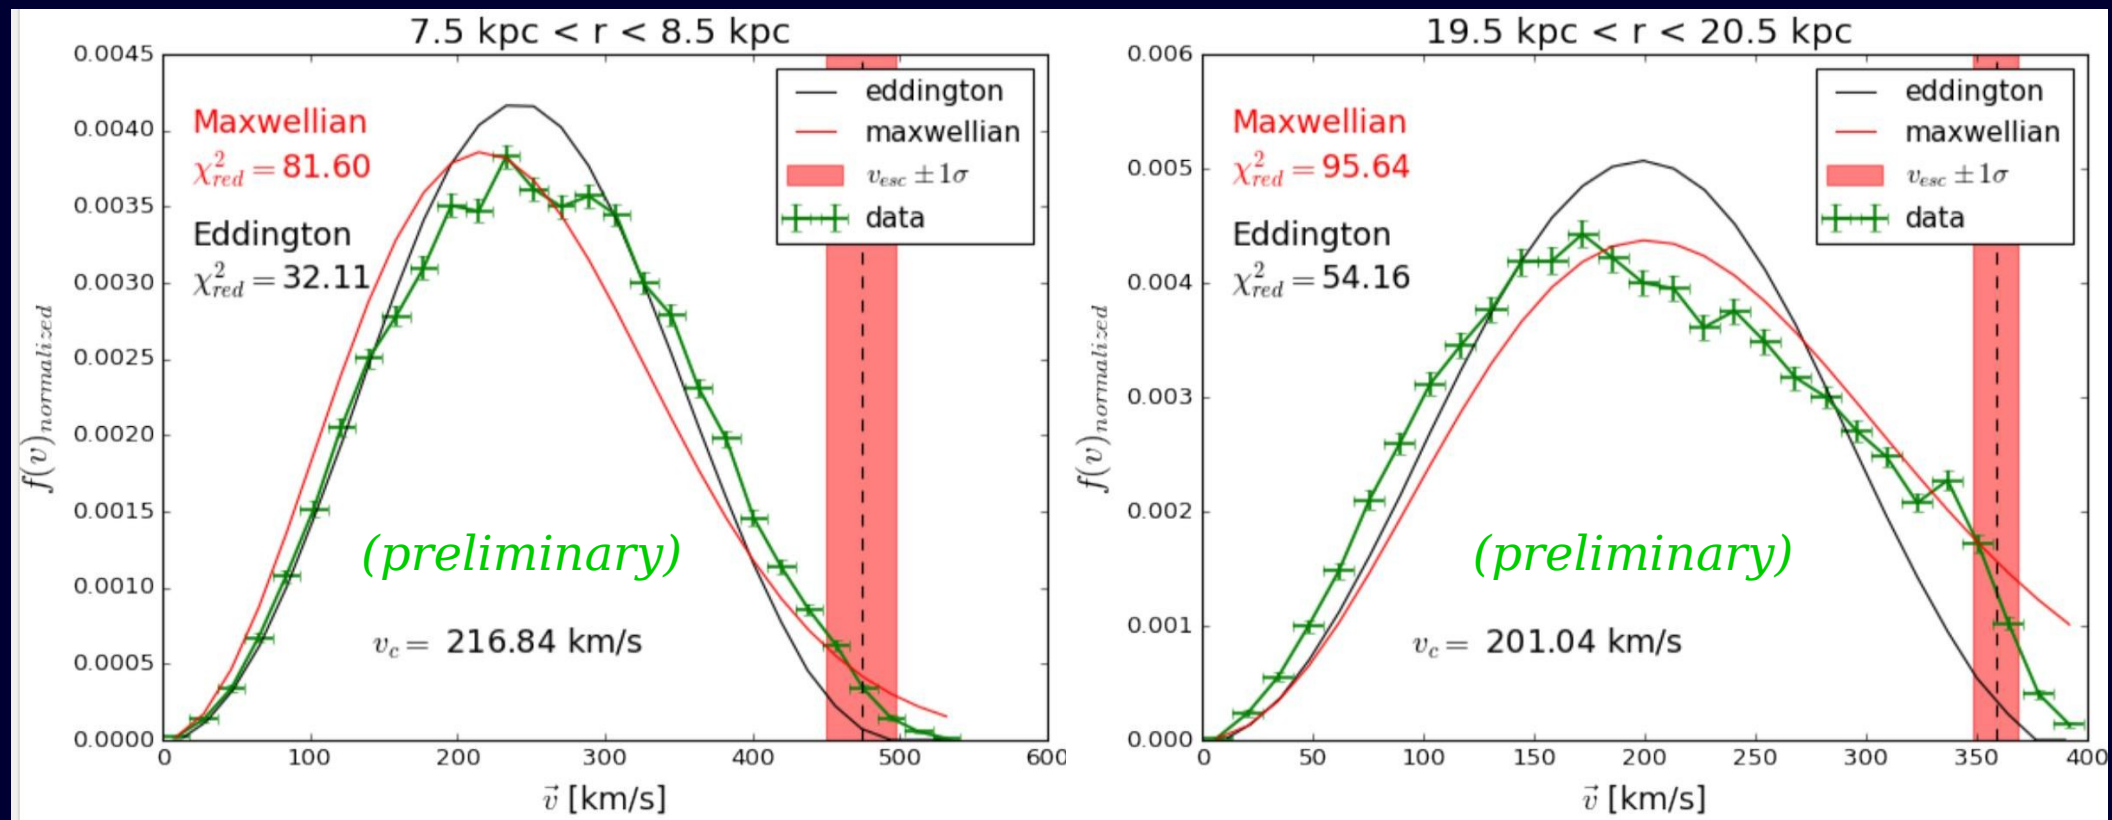 7.5 kpc < r < 8.5 kpc
0.0045
0.0040
0.0035
0.0030
0.0025
0.0020
0.0015
0.0010
0.0005
0.0000
f(v)normalized
Maxwellian
χ²red = 81.60
Eddington
χ²red = 32.11
eddington
maxwellian
vesc ± 1σ
data
(preliminary)
vc = 216.84 km/s
0 100 200 300 400 500 600
v⃗ [km/s]
19.5 kpc < r < 20.5 kpc
0.006
0.005
0.004
0.003
0.002
0.001
0.000
f(v)normalized
Maxwellian
χ²red = 95.64
Eddington
χ²red = 54.16
eddington
maxwellian
vesc ± 1σ
data
(preliminary)
vc = 201.04 km/s
0 50 100 150 200 250 300 350 400
v⃗ [km/s]